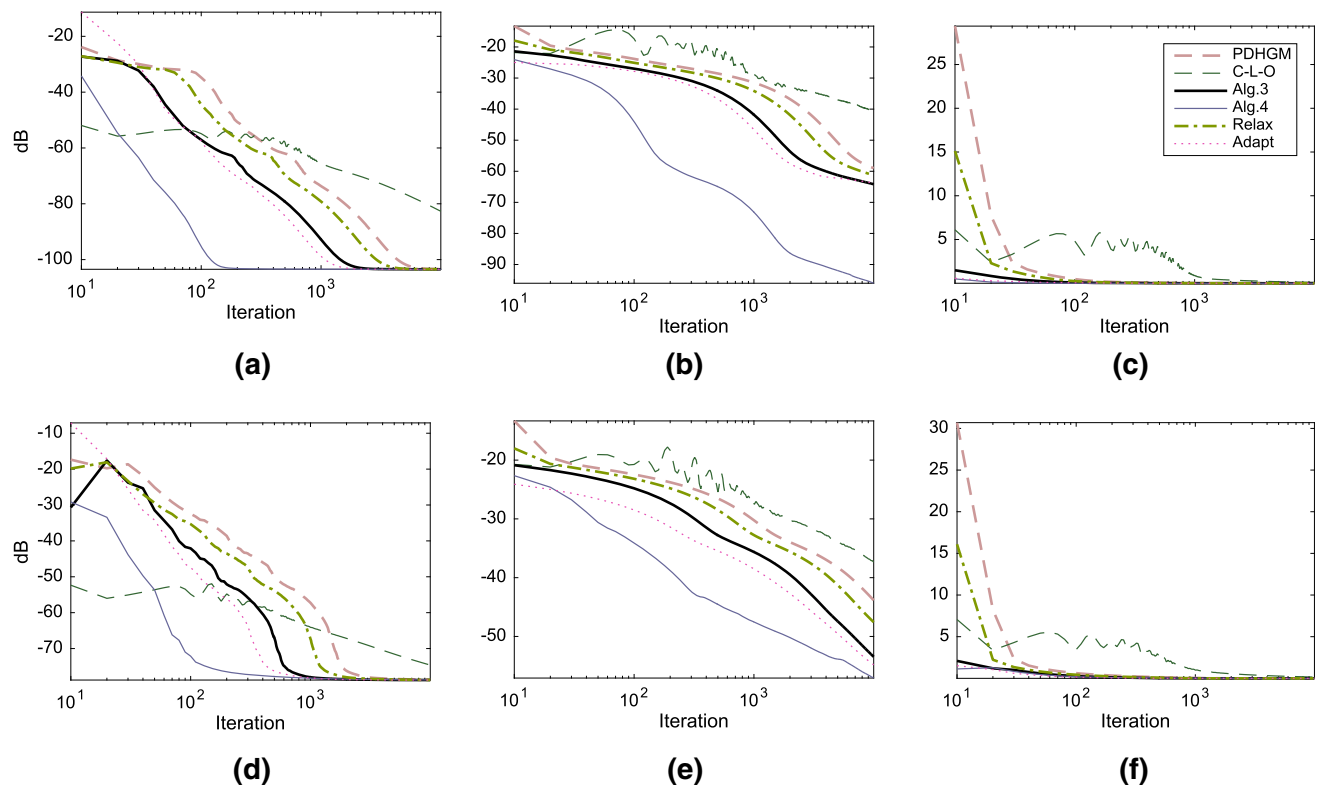 -20
-40
-60
-80
-100
dB
10^1
10^2
10^3
Iteration
(a)
-20
-30
-40
-50
-60
-70
-80
-90
10^1
10^2
10^3
Iteration
(b)
25
20
15
10
5
10^1
10^2
10^3
Iteration
PDHGM
C-L-O
Alg.3
Alg.4
Relax
Adapt
(c)
-10
-20
-30
-40
-50
-60
-70
dB
10^1
10^2
10^3
Iteration
(d)
-20
-30
-40
-50
10^1
10^2
10^3
Iteration
(e)
30
25
20
15
10
5
10^1
10^2
10^3
Iteration
(f)